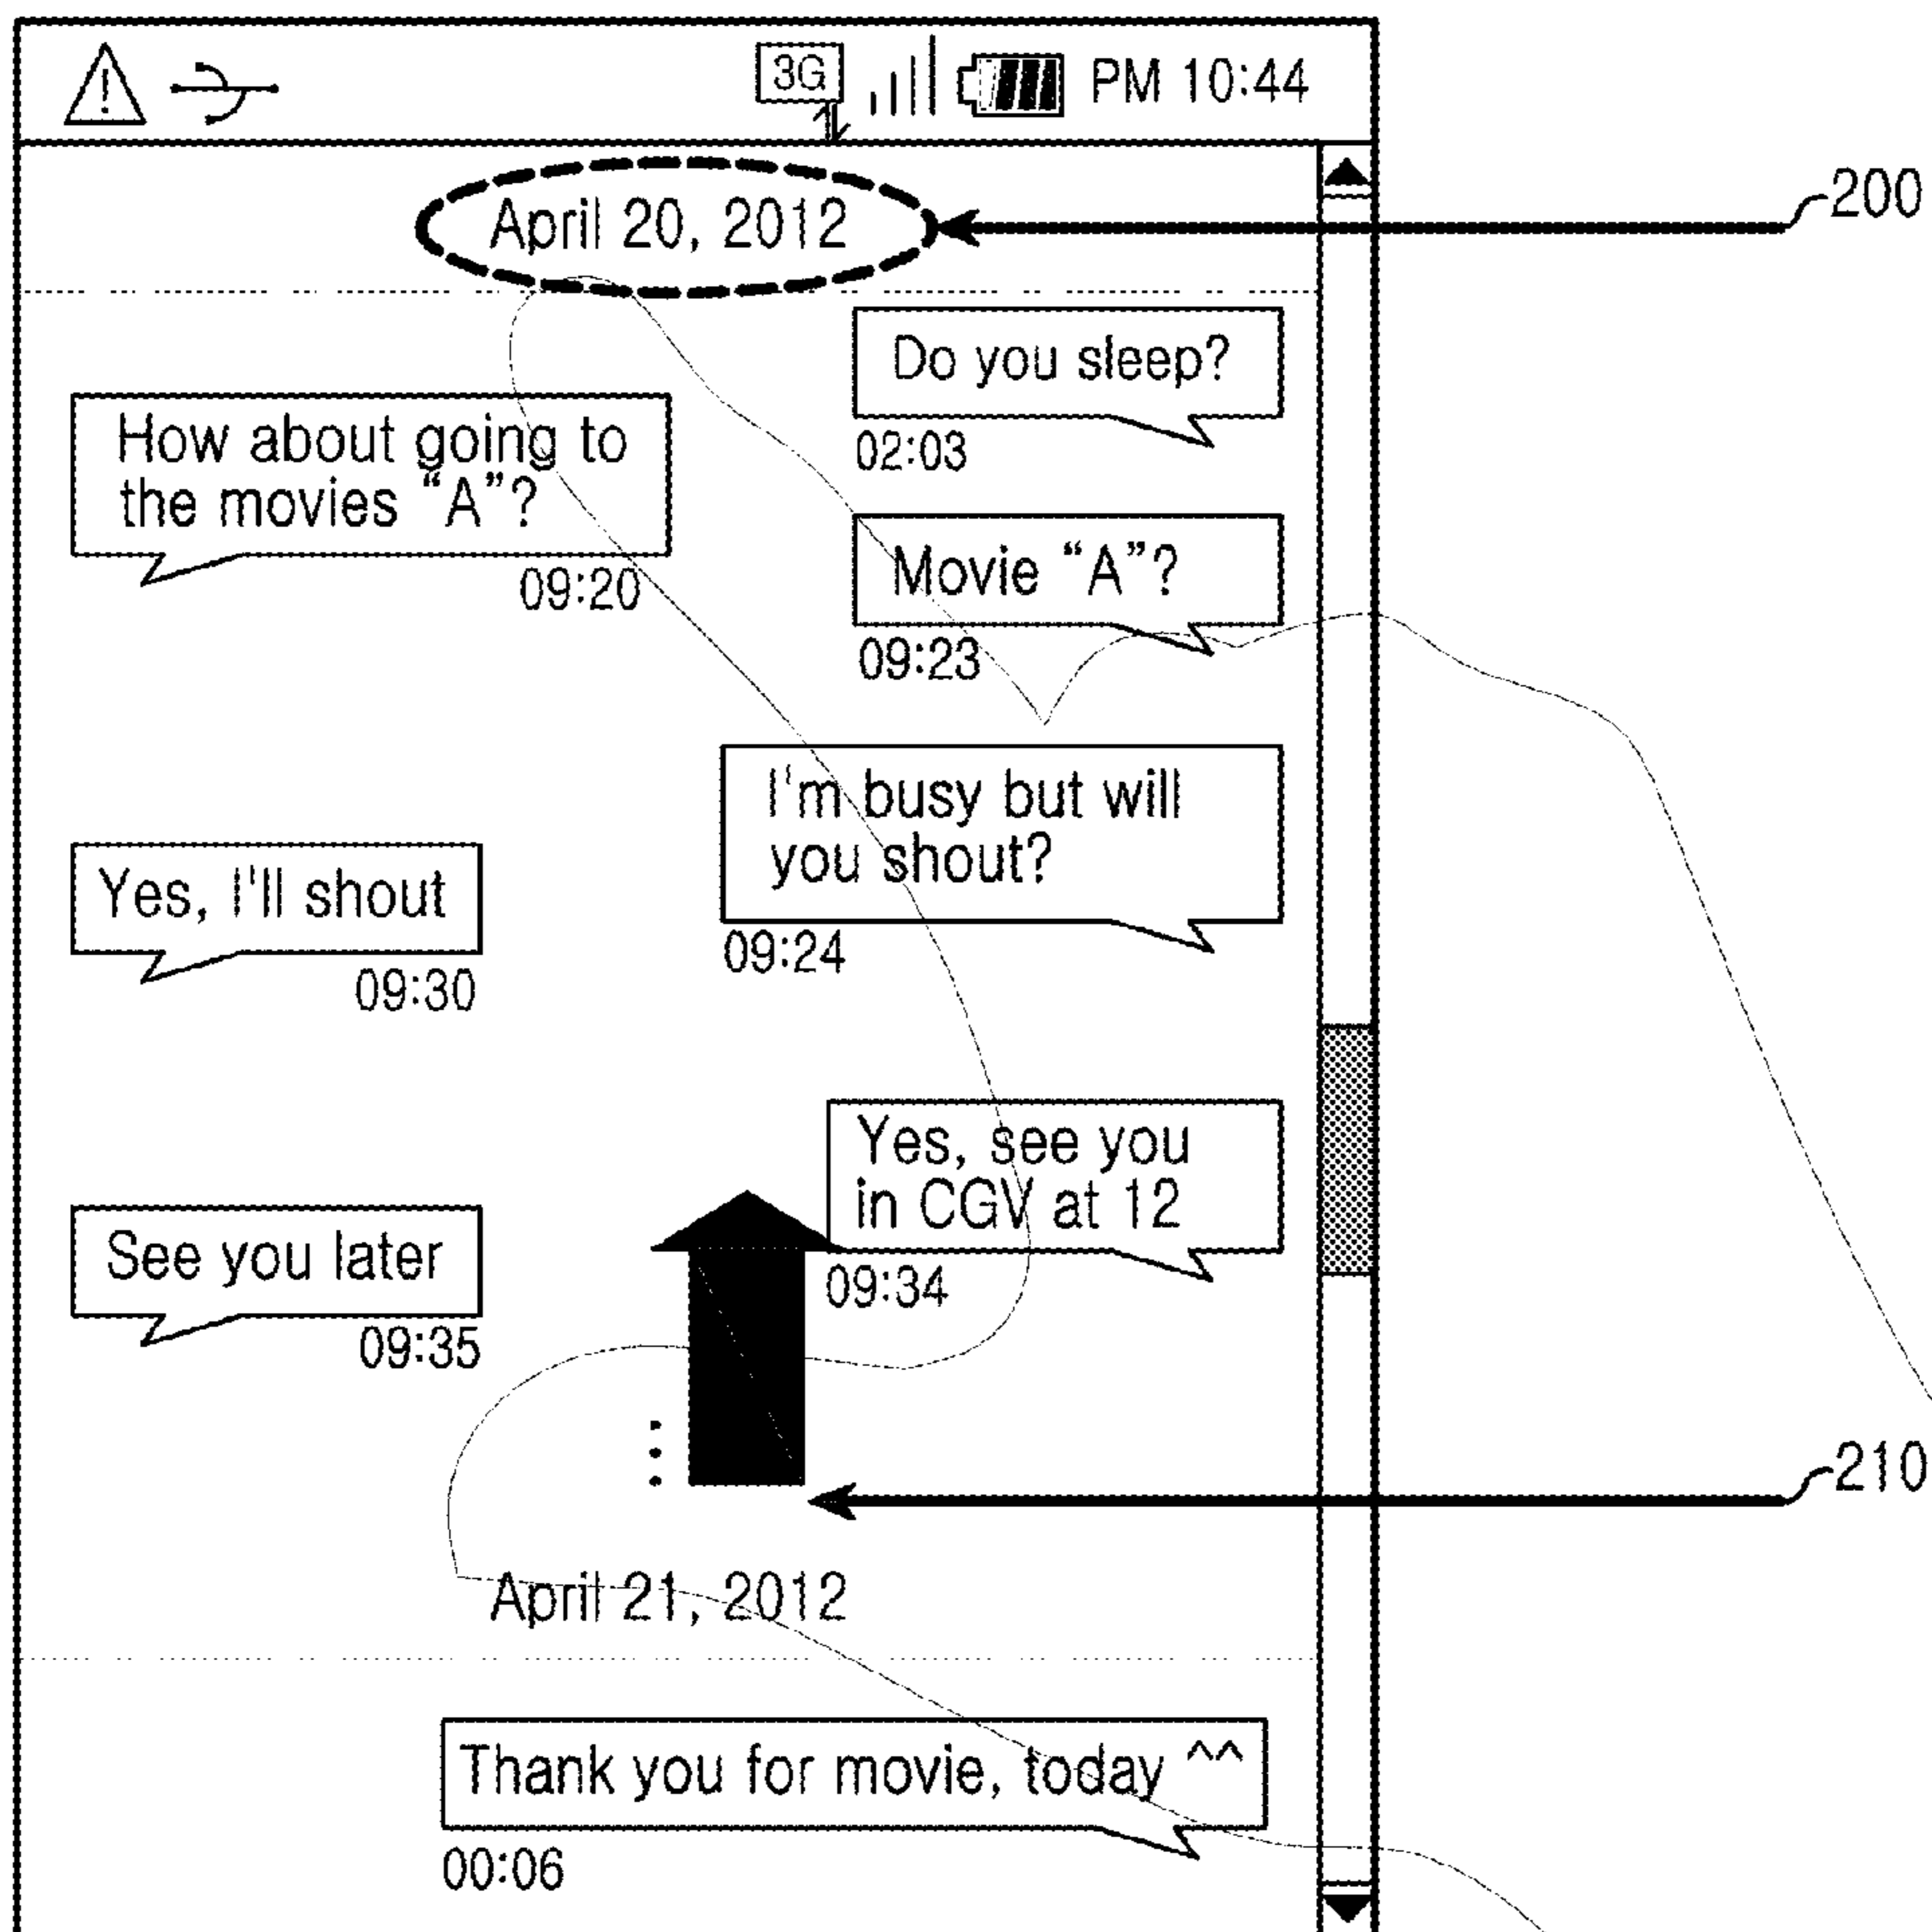 3G PM 10:44
April 20, 2012
200
Do you sleep?
02:03
How about going to
the movies “A”?
09:20
Movie “A”?
09:23
I'm busy but will
you shout?
09:24
Yes, I'll shout
09:30
Yes, see you
in CGV at 12
09:34
See you later
09:35
210
April 21, 2012
Thank you for movie, today ^^
00:06